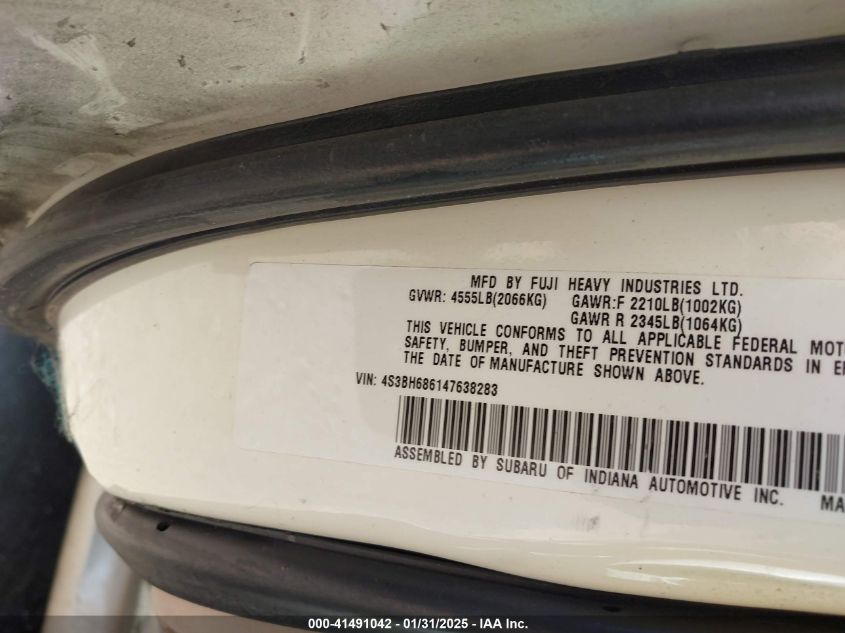 MFD BY FUJI HEAVY INDUSTRIES LTD.
GVWR: 4555LB(2066KG) GAWR:F 2210LB(1002KG)
GAWR R 2345LB(1064KG)
THIS VEHICLE CONFORMS TO ALL APPLICABLE FEDERAL MOT
SAFETY, BUMPER, AND THEFT PREVENTION STANDARDS IN E
THE DATE OF MANUFACTURE SHOWN ABOVE.
VIN: 4S3BH686147638283
ASSEMBLED BY SUBARU OF INDIANA AUTOMOTIVE INC. MA
000-41491042 - 01/31/2025 - IAA Inc.